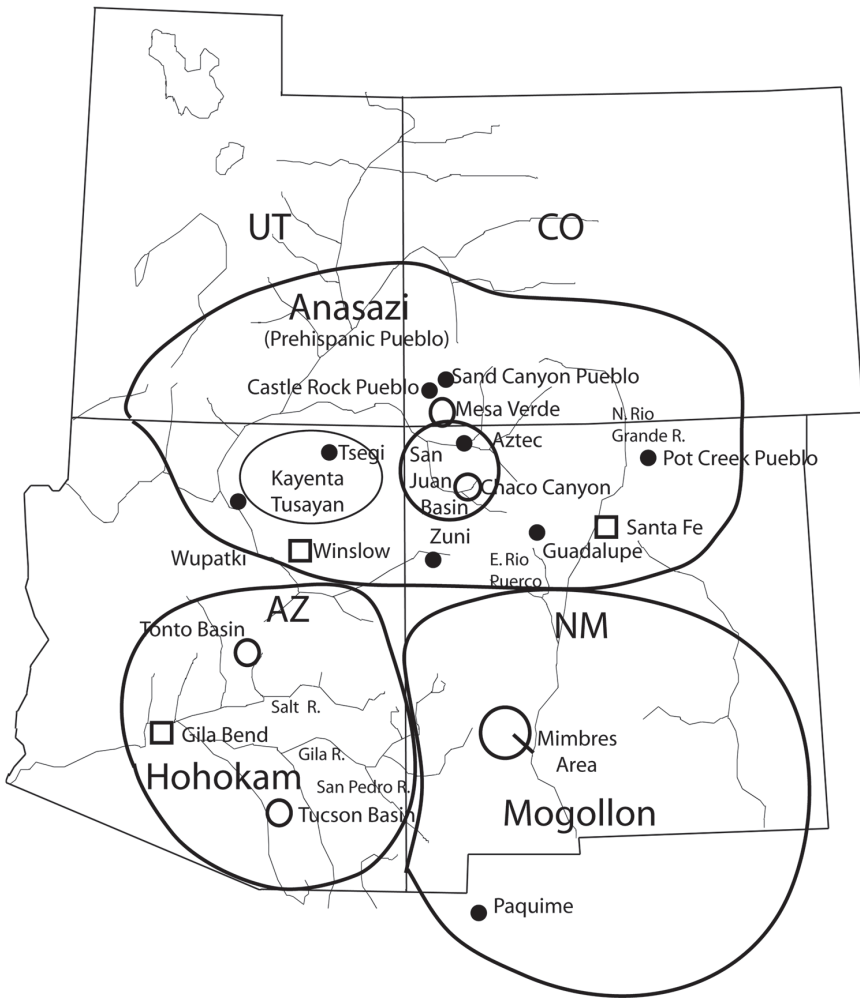 UT
CO
Anasazi
(Prehispanic Pueblo)
Sand Canyon Pueblo
Castle Rock Pueblo
Mesa Verde
N. Rio
Grande R.
Aztec
Tsegi
San
Juan
Basin
Pot Creek Pueblo
Kayenta
Tusayan
Chaco Canyon
Santa Fe
Zuni
Guadalupe
Wupatki
Winslow
E. Rio
Puerco
AZ
NM
Tonto Basin
Salt R.
Gila Bend
Gila R.
Mimbres
Area
Hohokam
San Pedro R.
Tucson Basin
Mogollon
Paquime